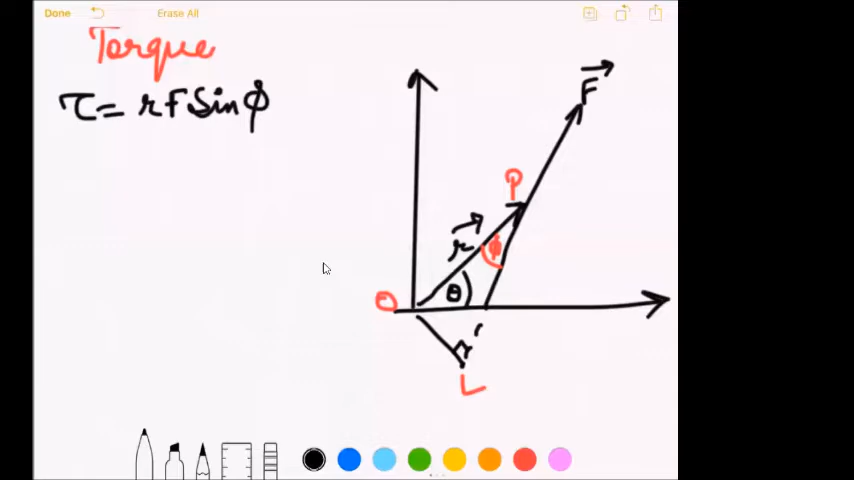 Done
Erase All
Torque
τ = rF Sin ϕ
F
P
r
ϕ
O
θ
L